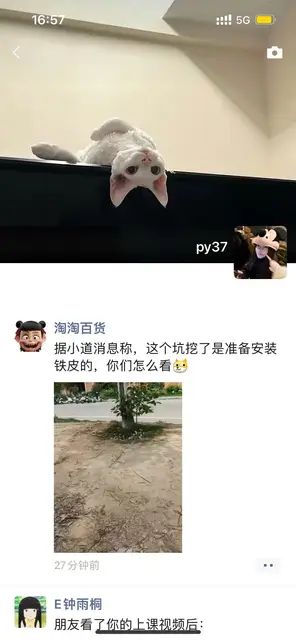 16:57
5G
py37
淘淘百货
据小道消息称，这个坑挖了是准备安装
铁皮的，你们怎么看
27分钟前
E钟雨桐
朋友看了你的上课视频后：